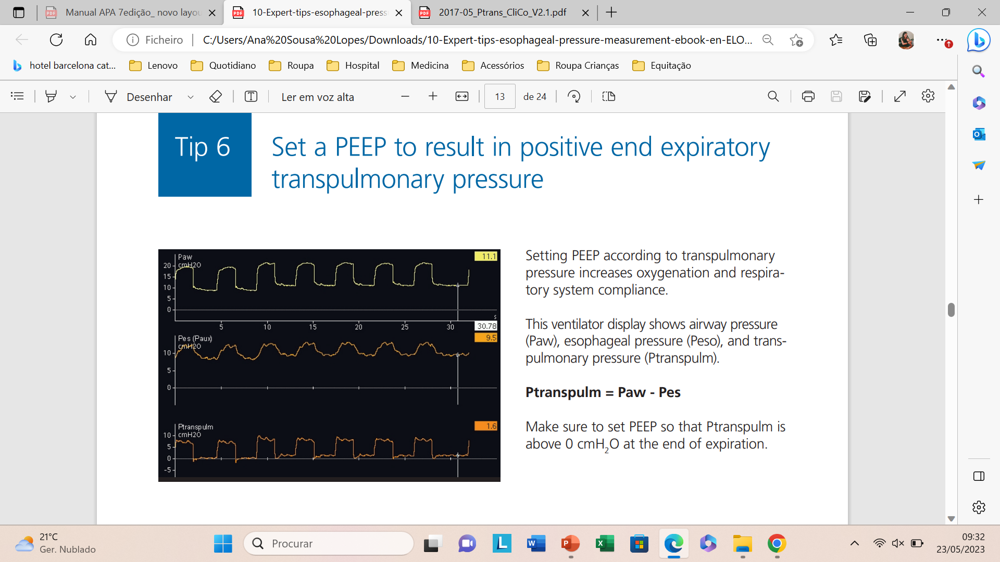 Manual APA 7edição_ novo layou
10-Expert-tips-esophageal-press
2017-05_Ptrans_CliCo_V2.1.pdf
Ficheiro
C:/Users/Ana%20Sousa%20Lopes/Downloads/10-Expert-tips-esophageal-pressure-measurement-ebook-en-ELO...
hotel barcelona cat...
Lenovo
Quotidiano
Roupa
Hospital
Medicina
Acessórios
Roupa Crianças
Equitação
Desenhar
Ler em voz alta
13
de 24
Tip 6
Set a PEEP to result in positive end expiratory
transpulmonary pressure
Paw
cmH2O
11.1
20
15
10
5
0
s
5
10
15
20
25
30
30.78
Pes (Paux)
cmH2O
9.5
10
5
0
Ptranspulm
cmH2O
1.6
10
5
0
-5
Setting PEEP according to transpulmonary
pressure increases oxygenation and respira-
tory system compliance.
This ventilator display shows airway pressure
(Paw), esophageal pressure (Peso), and trans-
pulmonary pressure (Ptranspulm).
Ptranspulm = Paw - Pes
Make sure to set PEEP so that Ptranspulm is
above 0 cmH2O at the end of expiration.
21°C
Ger. Nublado
Procurar
09:32
23/05/2023